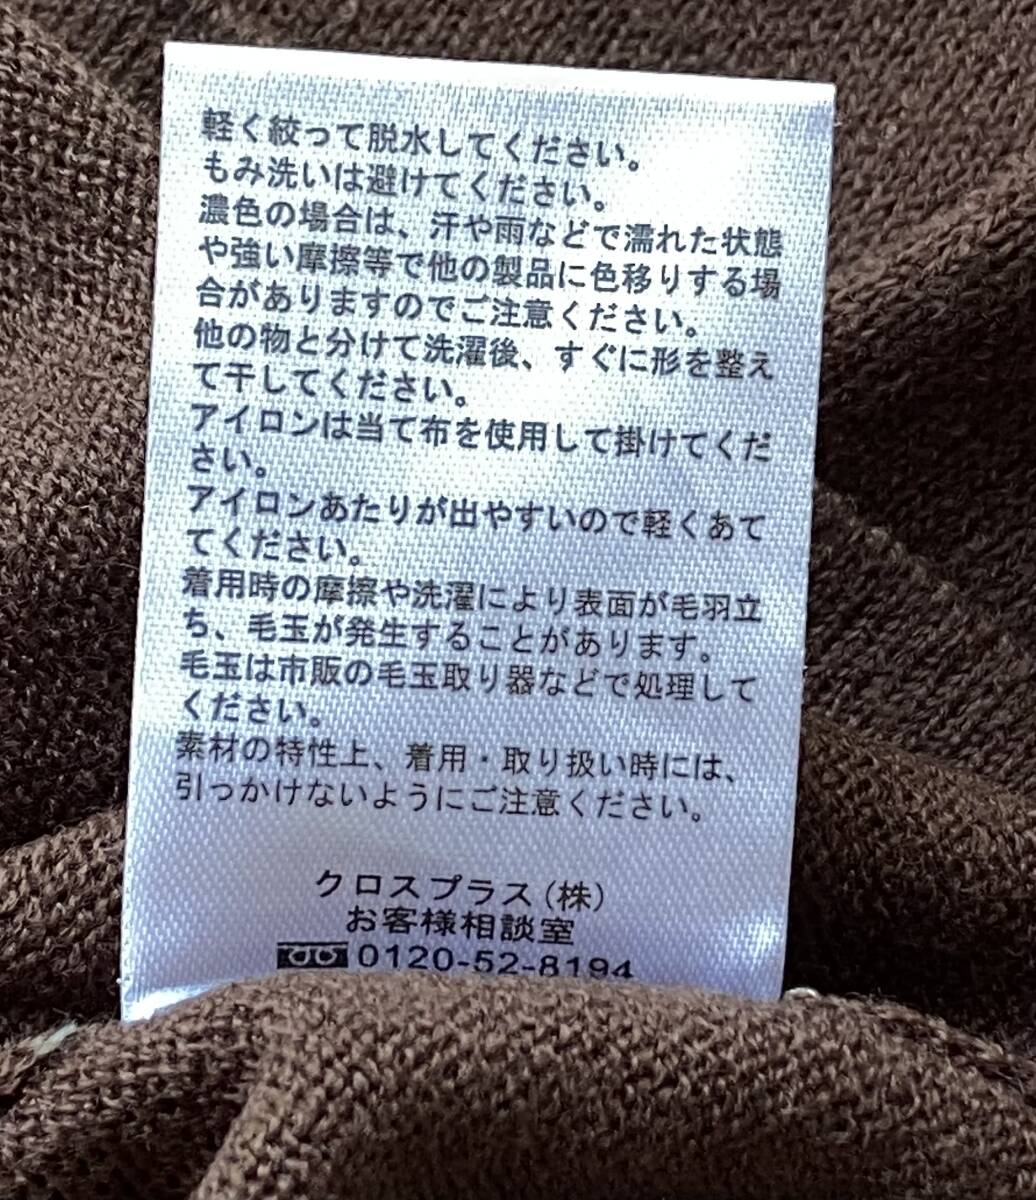 軽く絞って脱水してください。
もみ洗いは避けてください。
濃色の場合は、汗や雨などで濡れた状態
や強い摩擦等で他の製品に色移りする場
合がありますのでご注意ください。
他の物と分けて洗濯後、すぐに形を整え
て干してください。
アイロンは当て布を使用して掛けてくだ
さい。
アイロンあたりが出やすいので軽くあて
てください。
着用時の摩擦や洗濯により表面が毛羽立
ち、毛玉が発生することがあります。
毛玉は市販の毛玉取り器などで処理して
ください。
素材の特性上、着用・取り扱い時には、
引っかけないようにご注意ください。
クロスプラス(株)
お客様相談室
0120-52-8194